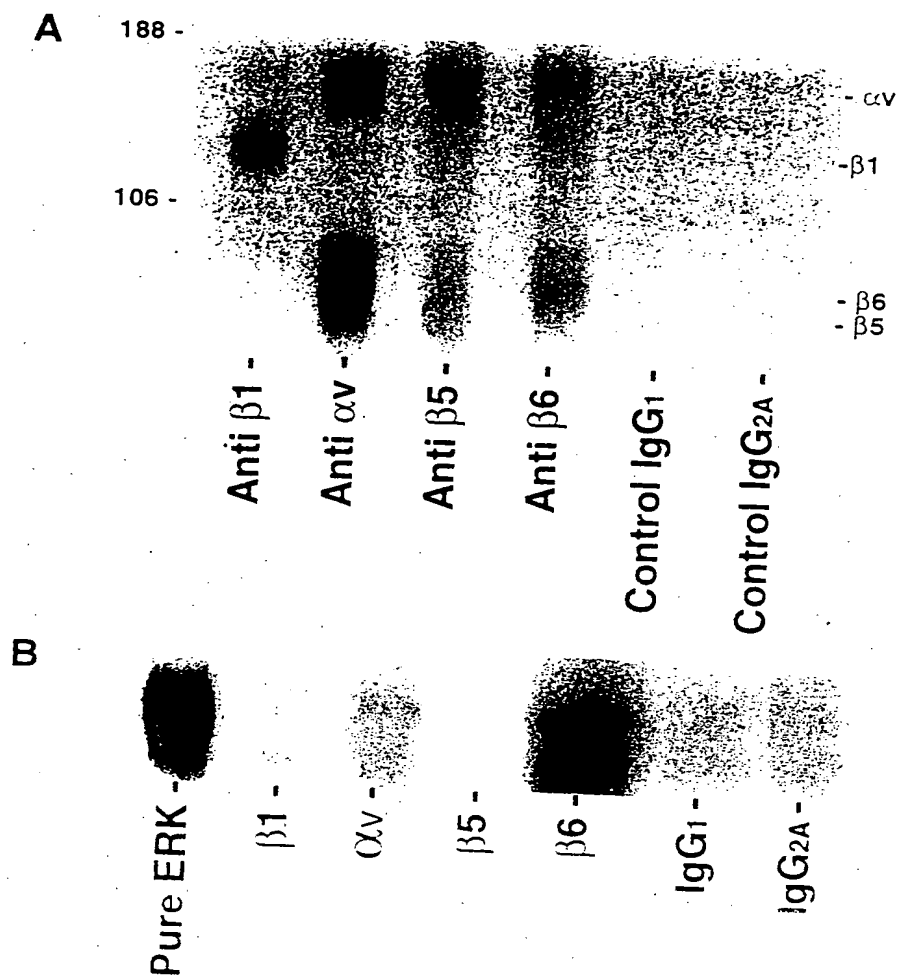 A
188 -
- αv
-β1
106 -
- β6
- β5
Anti β1 -
Anti αv -
Anti β5 -
Anti β6 -
Control IgG1 -
Control IgG2A -
B
Pure ERK -
β1 -
αv -
β5 -
β6 -
IgG1 -
IgG2A -